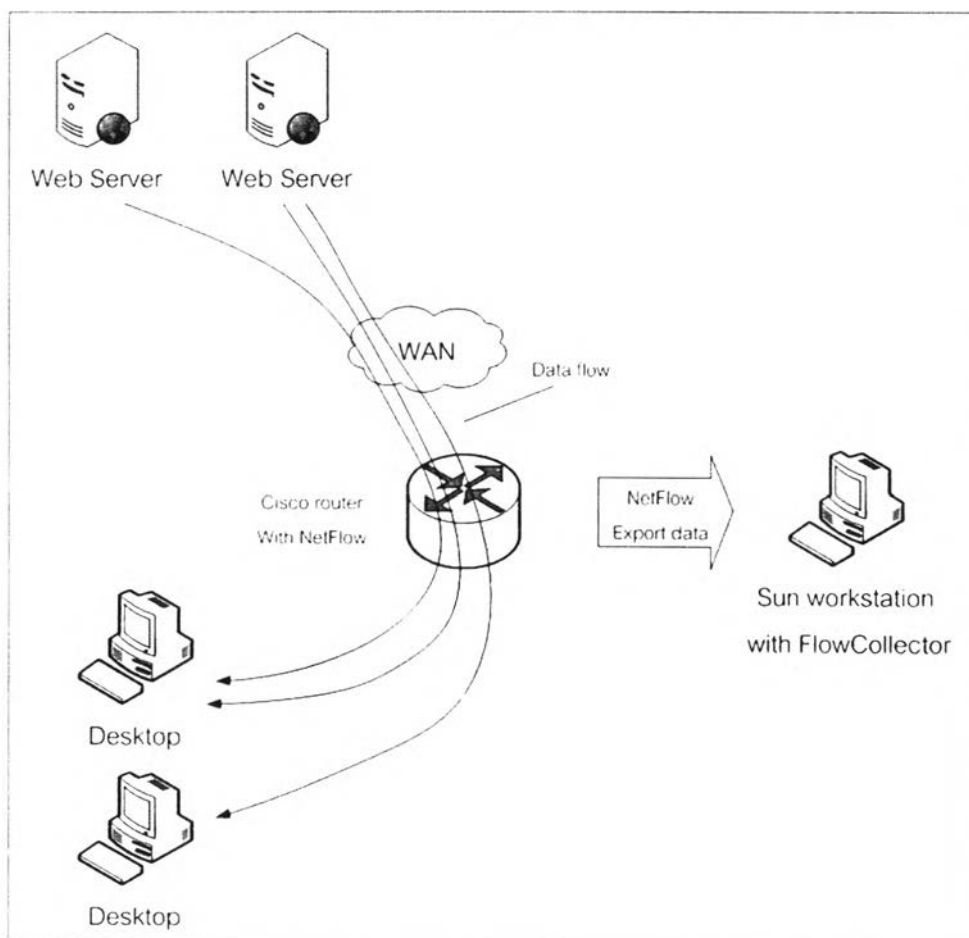 Web Server
Web Server
WAN
Data flow
Cisco router
With NetFlow
NetFlow
Export data
Sun workstation
with FlowCollector
Desktop
Desktop